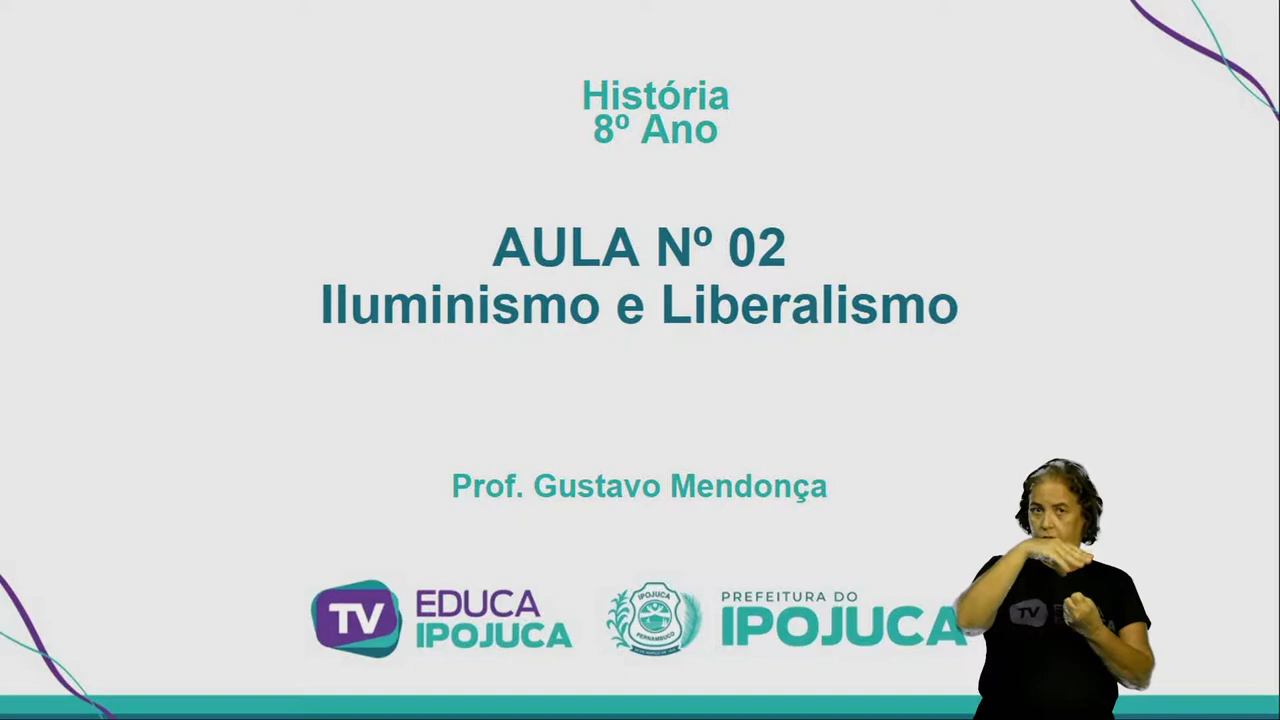 História
8º Ano
AULA Nº 02
Iluminismo e Liberalismo
Prof. Gustavo Mendonça
TV
EDUCA
IPOJUCA
IPOJUCA
PERNAMBUCO
PREFEITURA DO
IPOJUCA
TV